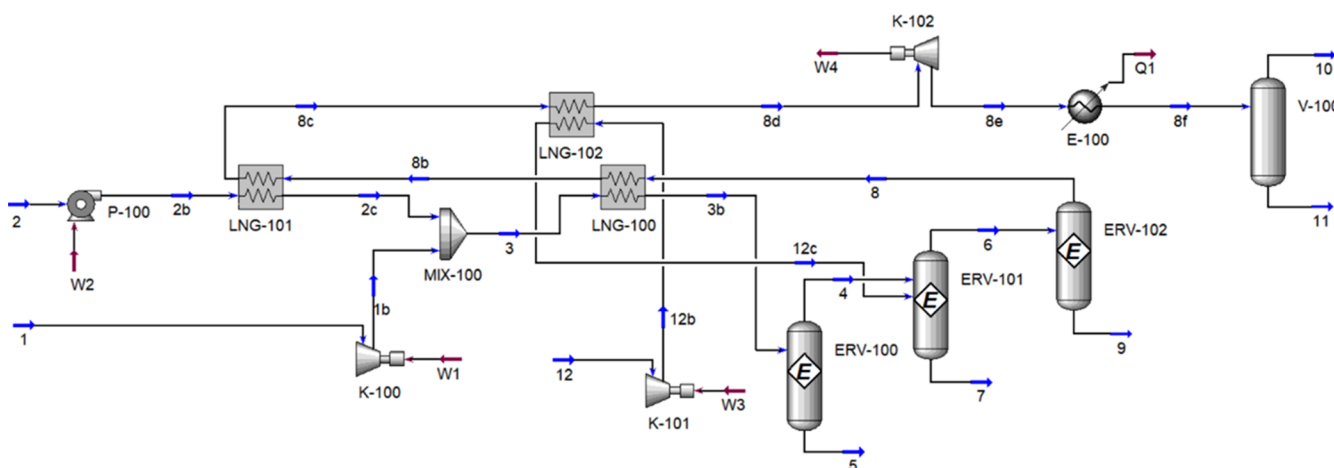 K-102
W4
Q1
10
8c
8d
8e
8f
V-100
E-100
LNG-102
8b
8
2
P-100
2b
LNG-101
2c
LNG-100
3b
11
MIX-100
3
12c
4
ERV-101
6
ERV-102
E
E
W2
1b
12b
ERV-100
9
1
12
E
7
K-100
W1
K-101
W3
5